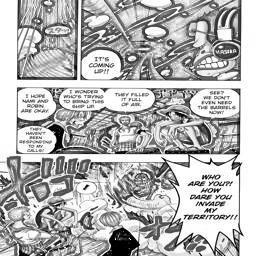 IT'S
COMING
UP!!
MASIRA
SEE?
WE DON'T
EVEN NEED
THE BARRELS
NOW!
THEY FILLED
IT FULL
OF AIR.
I WONDER
WHO'S TRYING
TO BRING THIS
SHIP UP.
I HOPE
NAMI AND
ROBIN
ARE OKAY.
THEY
HAVEN'T
BEEN
RESPONDING
TO MY
CALLS!
WHO
ARE YOU?!
HOW
DARE YOU
INVADE
MY
TERRITORY!!